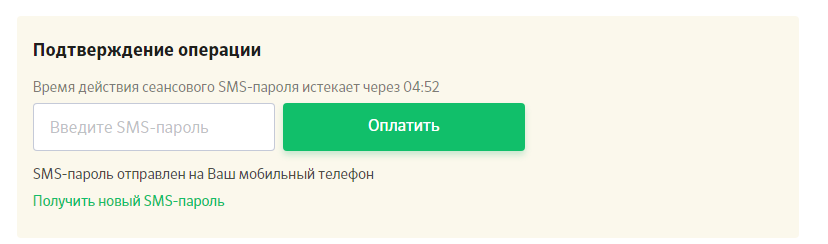 Подтверждение операции
Время действия сеансового SMS-пароля истекает через 04:52
Введите SMS-пароль
Оплатить
SMS-пароль отправлен на Ваш мобильный телефон
Получить новый SMS-пароль